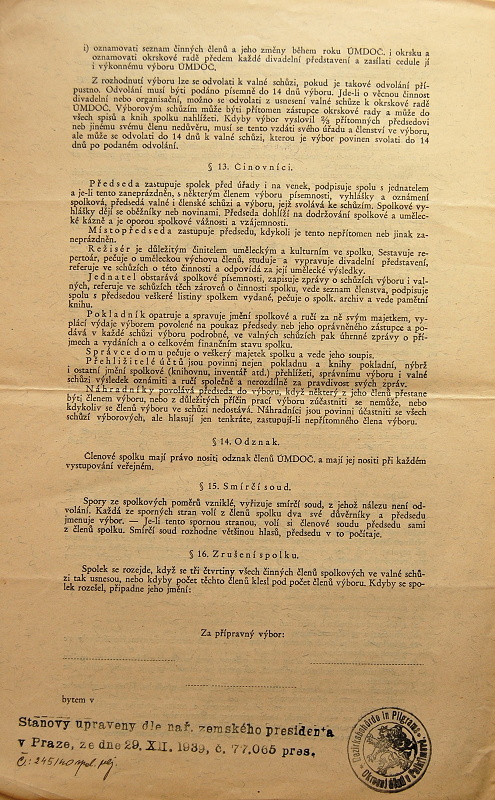 i) oznamovati seznam činných členů a jeho změny během roku ÚMDOČ. i okrsku a
oznamovati okrskové radě předem každé divadelní představení a zasílati cedule její
i výkonnému výboru ÚMDOČ.
Z rozhodnutí výboru lze se odvolati k valné schůzi, pokud je takové odvolání pří-
pustno. Odvolání musí býti podáno písemně do 14 dnů výboru. Jde-li o věcnou činnost
divadelní nebo organisační, možno se odvolati z usnesení valné schůze k okrskové radě
ÚMDOČ. Výborovým schůzím může býti přítomen zástupce okrskové rady a může do
všech spisů a knih spolku nahlížeti. Kdyby výbor vyslovil ²/₃ přítomných předsedovi
neb jinému svému členu nedůvěru, musí se tento vzdáti svého úřadu a členství ve výboru,
ale může se odvolati do 14 dnů k valné schůzi, kterou je výbor povinen svolati do 14
dnů po podaném odvolání.
§ 13. Činovníci.
Předseda zastupuje spolek před úřady i na venek, podpisuje spolu s jednatelem
a je-li tento zaneprázdněn, s některým členem výboru písemnosti, vyhlášky a oznámení
spolková, předsedá valné i členské schůzi a výboru, jejž svolává ke schůzím. Spolkové vy-
hlášky dějí se oběžníky neb novinami. Předseda dohlíží na dodržování spolkové a umělec-
ké kázně a je oporou spolkové vážnosti a vzájemnosti.
Místopředseda zastupuje předsedu, kdykoli je tento nepřítomen neb jinak za-
neprázdněn.
Režisér je důležitým činitelem uměleckým a kulturním ve spolku. Sestavuje re-
pertoár, pečuje o uměleckou výchovu členů, studuje a vypravuje divadelní představení,
referuje ve schůzích o této činnosti a odpovídá za její umělecké výsledky.
Jednatel obstarává spolkové písemnosti, zapisuje zprávy o schůzích výboru i val-
ných, referuje ve schůzích těch zároveň o činnosti spolku, vede seznam členstva, podpisuje
spolu s předsedou veškeré listiny spolkem vydané, pečuje o spolk. archiv a vede pamětní
knihu.
Pokladník opatruje a spravuje jmění spolkové a ručí za ně svým majetkem, vy-
plácí výdaje výborem povolené na poukaz předsedy neb jeho oprávněného zástupce a po-
dává v každé schůzi výboru podrobné, ve valných schůzích pak úhrnné zprávy o pří-
jmech a vydáních a o celkovém finančním stavu spolku.
Správce domu pečuje o veškerý majetek spolku a vede jeho soupis.
Přehližitelé účtů jsou povinni nejen pokladnu a knihy pokladní, nýbrž
i ostatní jmění spolkové (knihovnu, inventář atd.) přehlížeti, správnímu výboru i valné
schůzi výsledek oznámiti a ručí společně a nerozdílně za pravdivost svých zpráv.
Náhradníky povolává předseda do výboru, když některý z jeho členů přestane
býti členem výboru, nebo z důležitých příčin prací výboru zúčastniti se nemůže, nebo
kdykoliv se členů výboru ve schůzi nedostává. Náhradníci jsou povinni účastniti se všech
schůzí výborových, ale hlasují jen tenkráte, zastupují-li nepřítomného člena výboru.
§ 14. Odznak.
Členové spolku mají právo nositi odznak členů ÚMDOČ. a mají jej nositi při každém
vystupování veřejném.
§ 15. Smírčí soud.
Spory ze spolkových poměrů vzniklé, vyřizuje smírčí soud, z jehož nálezu není od-
volání. Každá ze sporných stran volí z členů spolku dva své důvěrníky a předsedu
jmenuje výbor. — Je-li tento spornou stranou, volí si členové soudu předsedu sami
z členů spolku. Smírčí soud rozhodne většinou hlasů, předsedu v to počítaje.
§ 16. Zrušení spolku.
Spolek se rozejde, když se tři čtvrtiny všech činných členů spolkových ve valné schů-
zi tak usnesou, nebo kdyby počet těchto členů klesl pod počet členů výboru. Kdyby se spo-
lek rozešel, připadne jeho jmění:
Za přípravný výbor:
bytem v
Stanovy upraveny dle nař. zemského presidenta
v Praze, ze dne 29. XII. 1939, č. 77.065 pres.
Bezirksbehörde in Pilgrams
Okresní úřad v Pelhřimově